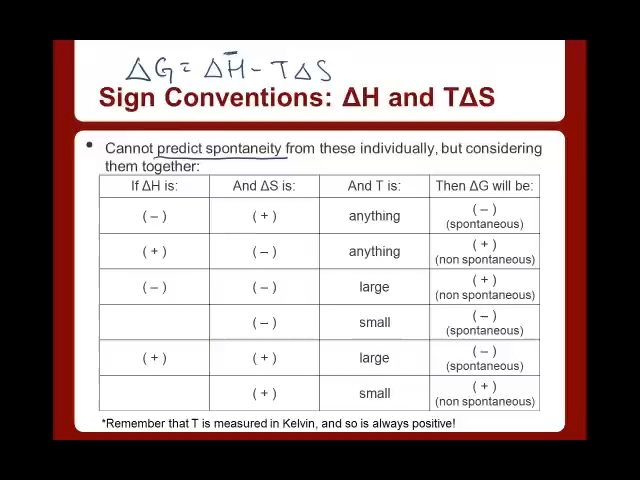 ΔG = ΔH̄ - TΔS
Sign Conventions: ΔH and TΔS
• Cannot predict spontaneity from these individually, but considering
them together:
If ΔH is: And ΔS is: And T is: Then ΔG will be:
( – ) ( + ) anything ( – )
(spontaneous)
( + ) ( – ) anything ( + )
(non spontaneous)
( – ) ( – ) large ( + )
(non spontaneous)
( – ) small ( – )
(spontaneous)
( + ) ( + ) large ( – )
(spontaneous)
( + ) small ( + )
(non spontaneous)
*Remember that T is measured in Kelvin, and so is always positive!